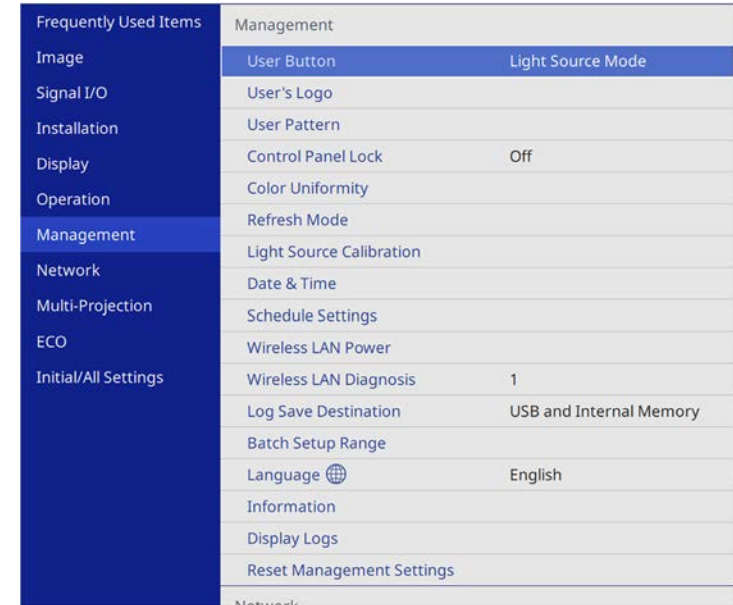 Frequently Used Items
Image
Signal I/O
Installation
Display
Operation
Management
Network
Multi-Projection
ECO
Initial/All Settings
Management
User Button Light Source Mode
User's Logo
User Pattern
Control Panel Lock Off
Color Uniformity
Refresh Mode
Light Source Calibration
Date & Time
Schedule Settings
Wireless LAN Power
Wireless LAN Diagnosis 1
Log Save Destination USB and Internal Memory
Batch Setup Range
Language English
Information
Display Logs
Reset Management Settings
Network